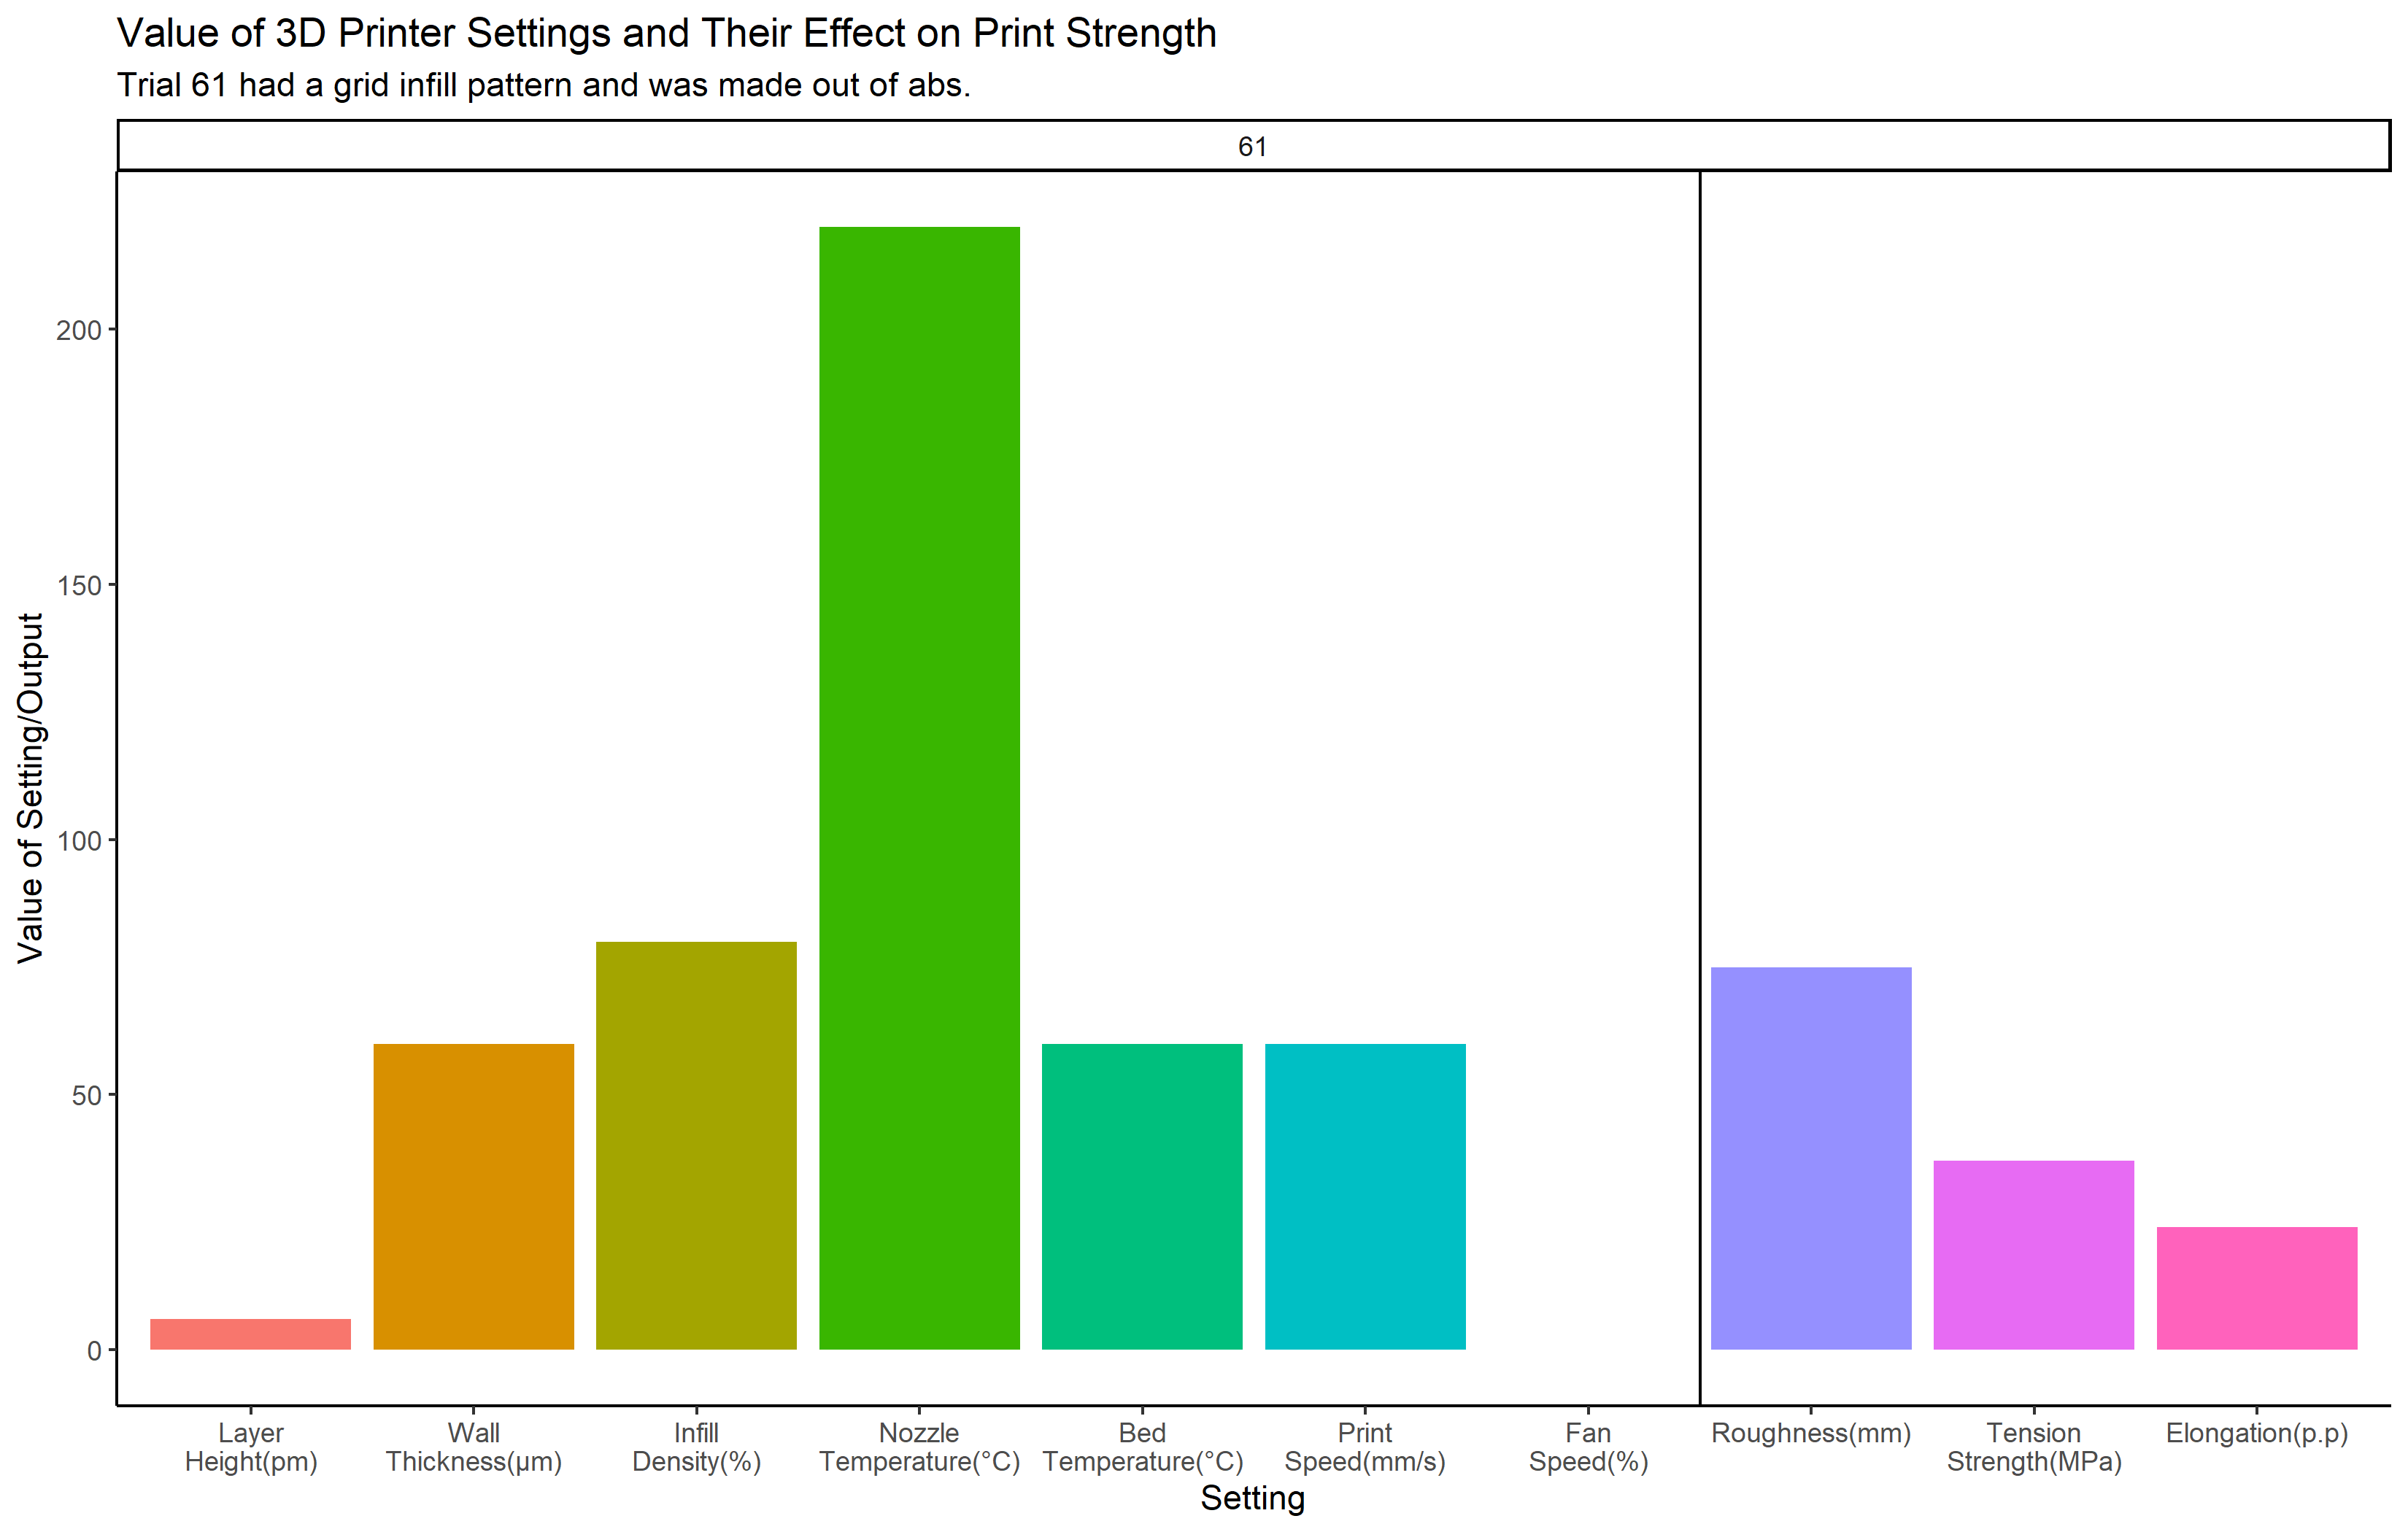 Value of 3D Printer Settings and Their Effect on Print Strength
Trial 61 had a grid infill pattern and was made out of abs.
61
Value of Setting/Output
200
150
100
50
0
Layer
Height(pm)
Wall
Thickness(µm)
Infill
Density(%)
Nozzle
Temperature(°C)
Bed
Temperature(°C)
Print
Speed(mm/s)
Fan
Speed(%)
Roughness(mm)
Tension
Strength(MPa)
Elongation(p.p)
Setting